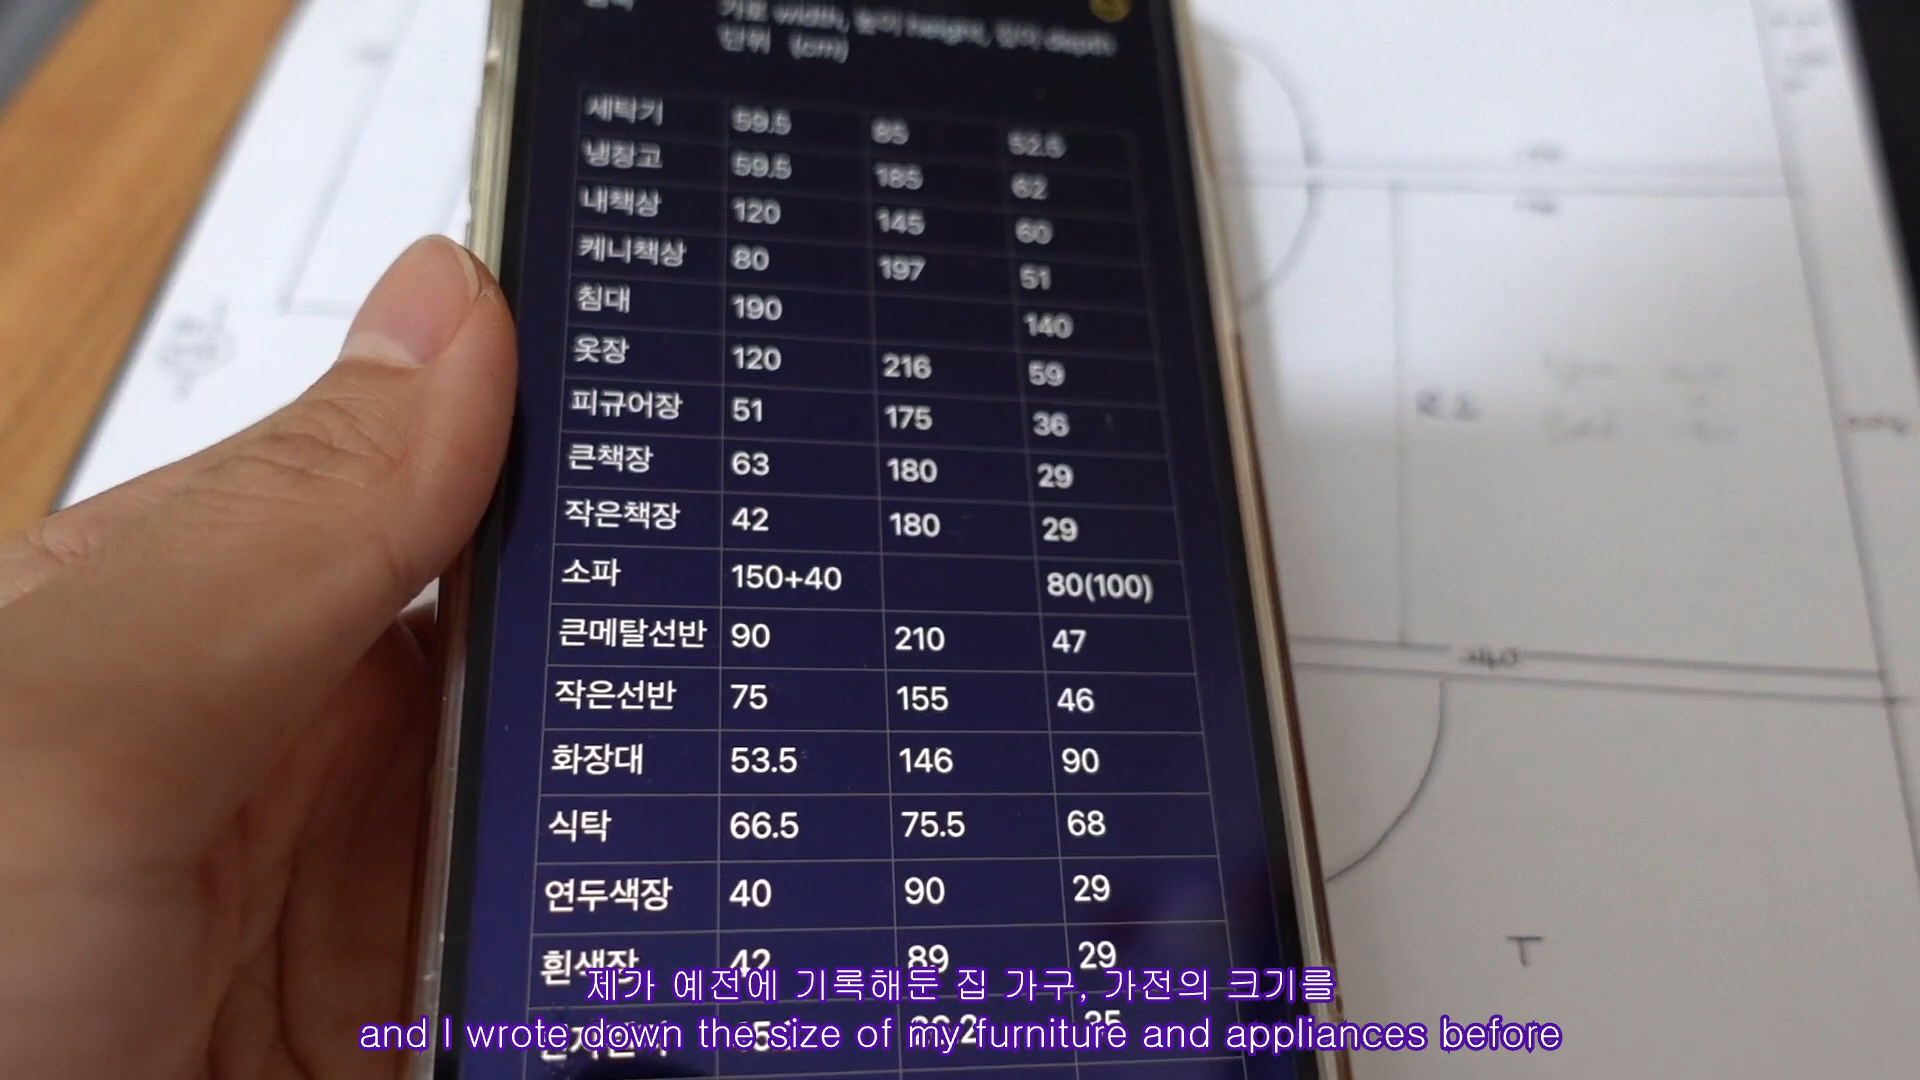 가로 width, 높이 height, 깊이 depth
단위 (cm)
세탁기 59.5 85 52.5
냉장고 59.5 185 62
내책상 120 145 60
케니책상 80 197 51
침대 190 140
옷장 120 216 59
피규어장 51 175 36
큰책장 63 180 29
작은책장 42 180 29
소파 150+40 80(100)
큰메탈선반 90 210 47
작은선반 75 155 46
화장대 53.5 146 90
식탁 66.5 75.5 68
연두색장 40 90 29
흰색장 42 89 29
제가 예전에 기록해둔 집 가구, 가전의 크기를
and I wrote down the size of my furniture and appliances before
T